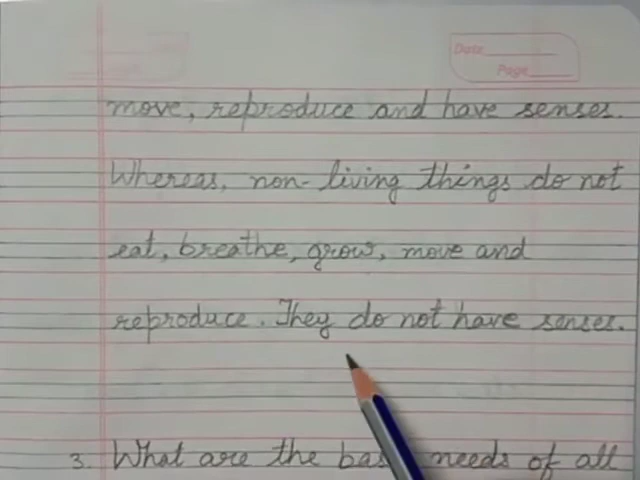 Date
Page
move, reproduce and have senses.
Whereas, non-living things do not
eat, breathe, grow, move and
reproduce. They do not have senses.
3. What are the needs of all